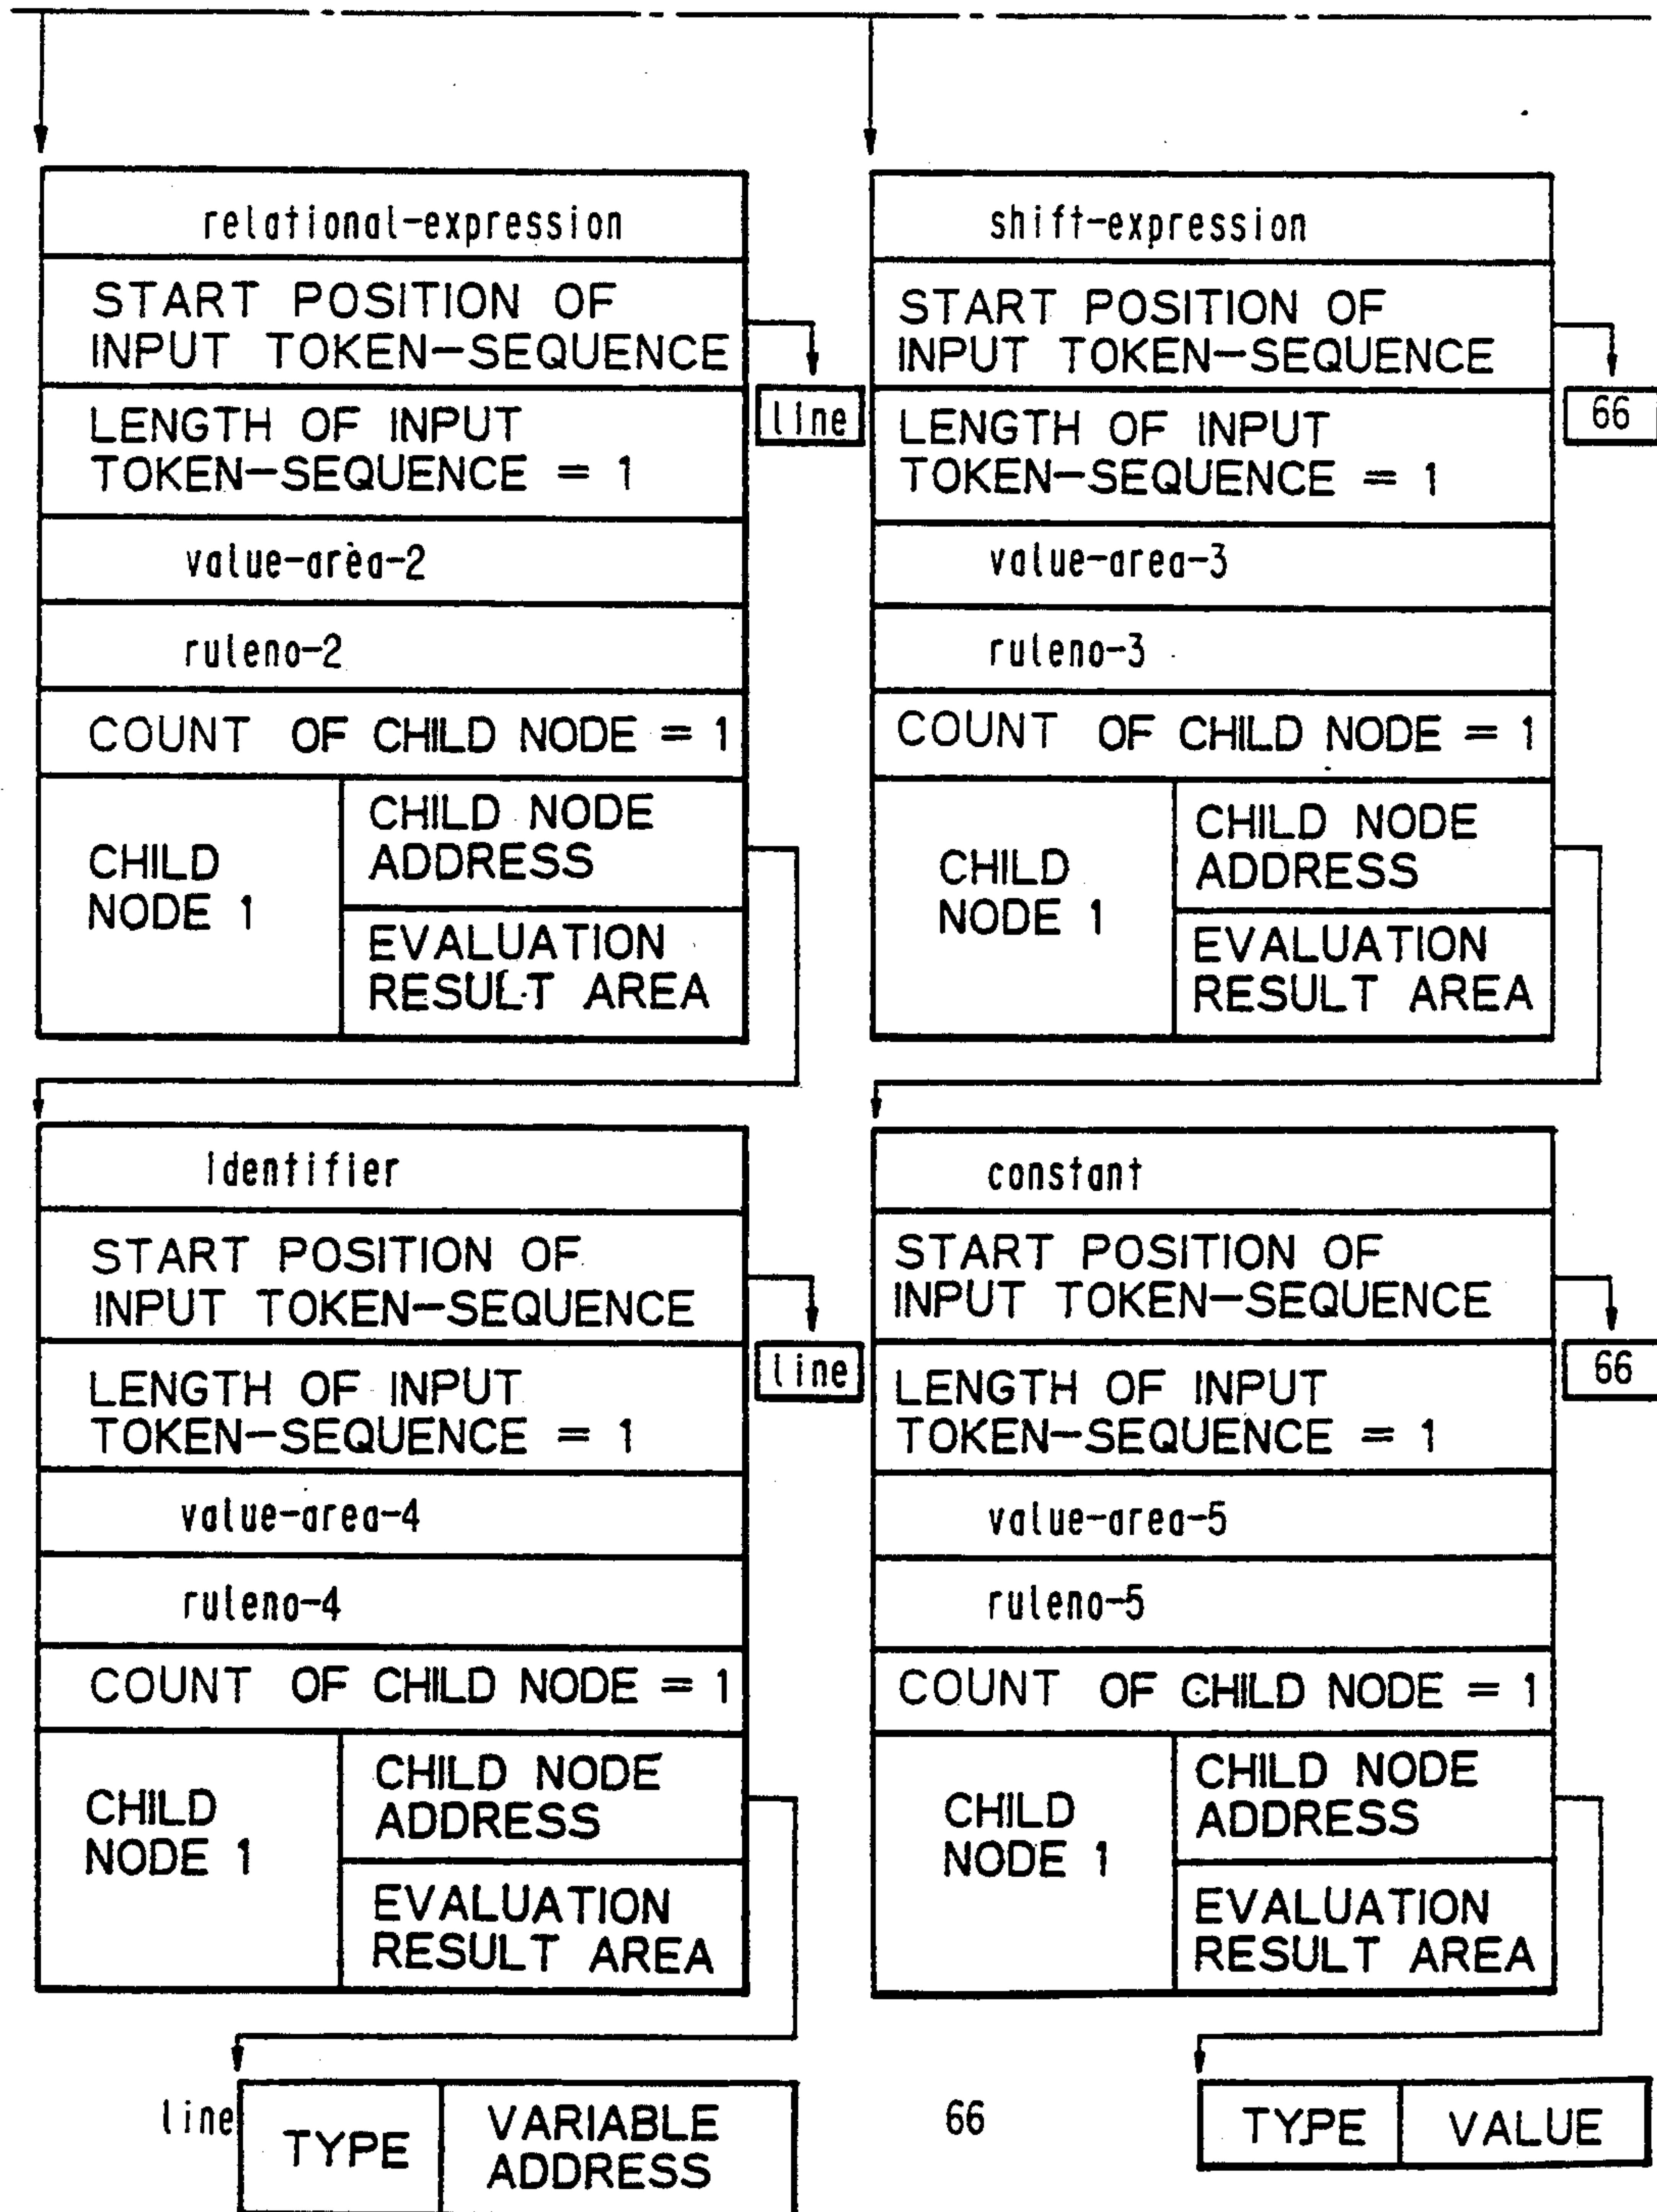 relational-expression
START POSITION OF
INPUT TOKEN-SEQUENCE
line
LENGTH OF INPUT
TOKEN-SEQUENCE = 1
value-area-2
ruleno-2
COUNT OF CHILD NODE = 1
CHILD
NODE 1
CHILD NODE
ADDRESS
EVALUATION
RESULT AREA
shift-expression
START POSITION OF
INPUT TOKEN-SEQUENCE
66
LENGTH OF INPUT
TOKEN-SEQUENCE = 1
value-area-3
ruleno-3
COUNT OF CHILD NODE = 1
CHILD
NODE 1
CHILD NODE
ADDRESS
EVALUATION
RESULT AREA
Identifier
START POSITION OF
INPUT TOKEN-SEQUENCE
line
LENGTH OF INPUT
TOKEN-SEQUENCE = 1
value-area-4
ruleno-4
COUNT OF CHILD NODE = 1
CHILD
NODE 1
CHILD NODE
ADDRESS
EVALUATION
RESULT AREA
line
TYPE
VARIABLE
ADDRESS
constant
START POSITION OF
INPUT TOKEN-SEQUENCE
66
LENGTH OF INPUT
TOKEN-SEQUENCE = 1
value-area-5
ruleno-5
COUNT OF CHILD NODE = 1
CHILD
NODE 1
CHILD NODE
ADDRESS
EVALUATION
RESULT AREA
66
TYPE
VALUE